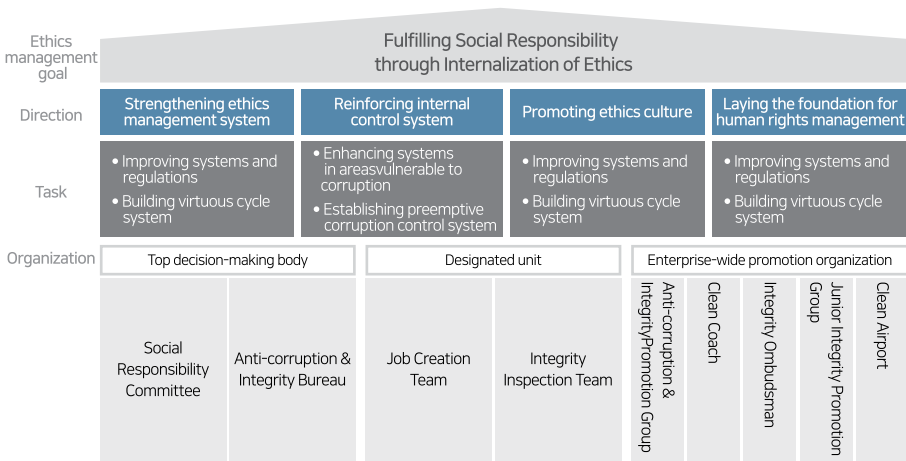 Ethics
management
goal
Fulfilling Social Responsibility
through Internalization of Ethics
Direction
Strengthening ethics
management system
Reinforcing internal
control system
Promoting ethics culture
Laying the foundation for
human rights management
Task
• Improving systems and
regulations
• Building virtuous cycle
system
• Enhancing systems
in areasvulnerable to
corruption
• Establishing preemptive
corruption control system
• Improving systems and
regulations
• Building virtuous cycle
system
• Improving systems and
regulations
• Building virtuous cycle
system
Organization
Top decision-making body
Designated unit
Enterprise-wide promotion organization
Social
Responsibility
Committee
Anti-corruption &
Integrity Bureau
Job Creation
Team
Integrity
Inspection Team
Anti-corruption &
IntegrityPromotion Group
Clean Coach
Integrity Ombudsman
Junior Integrity Promotion
Group
Clean Airport